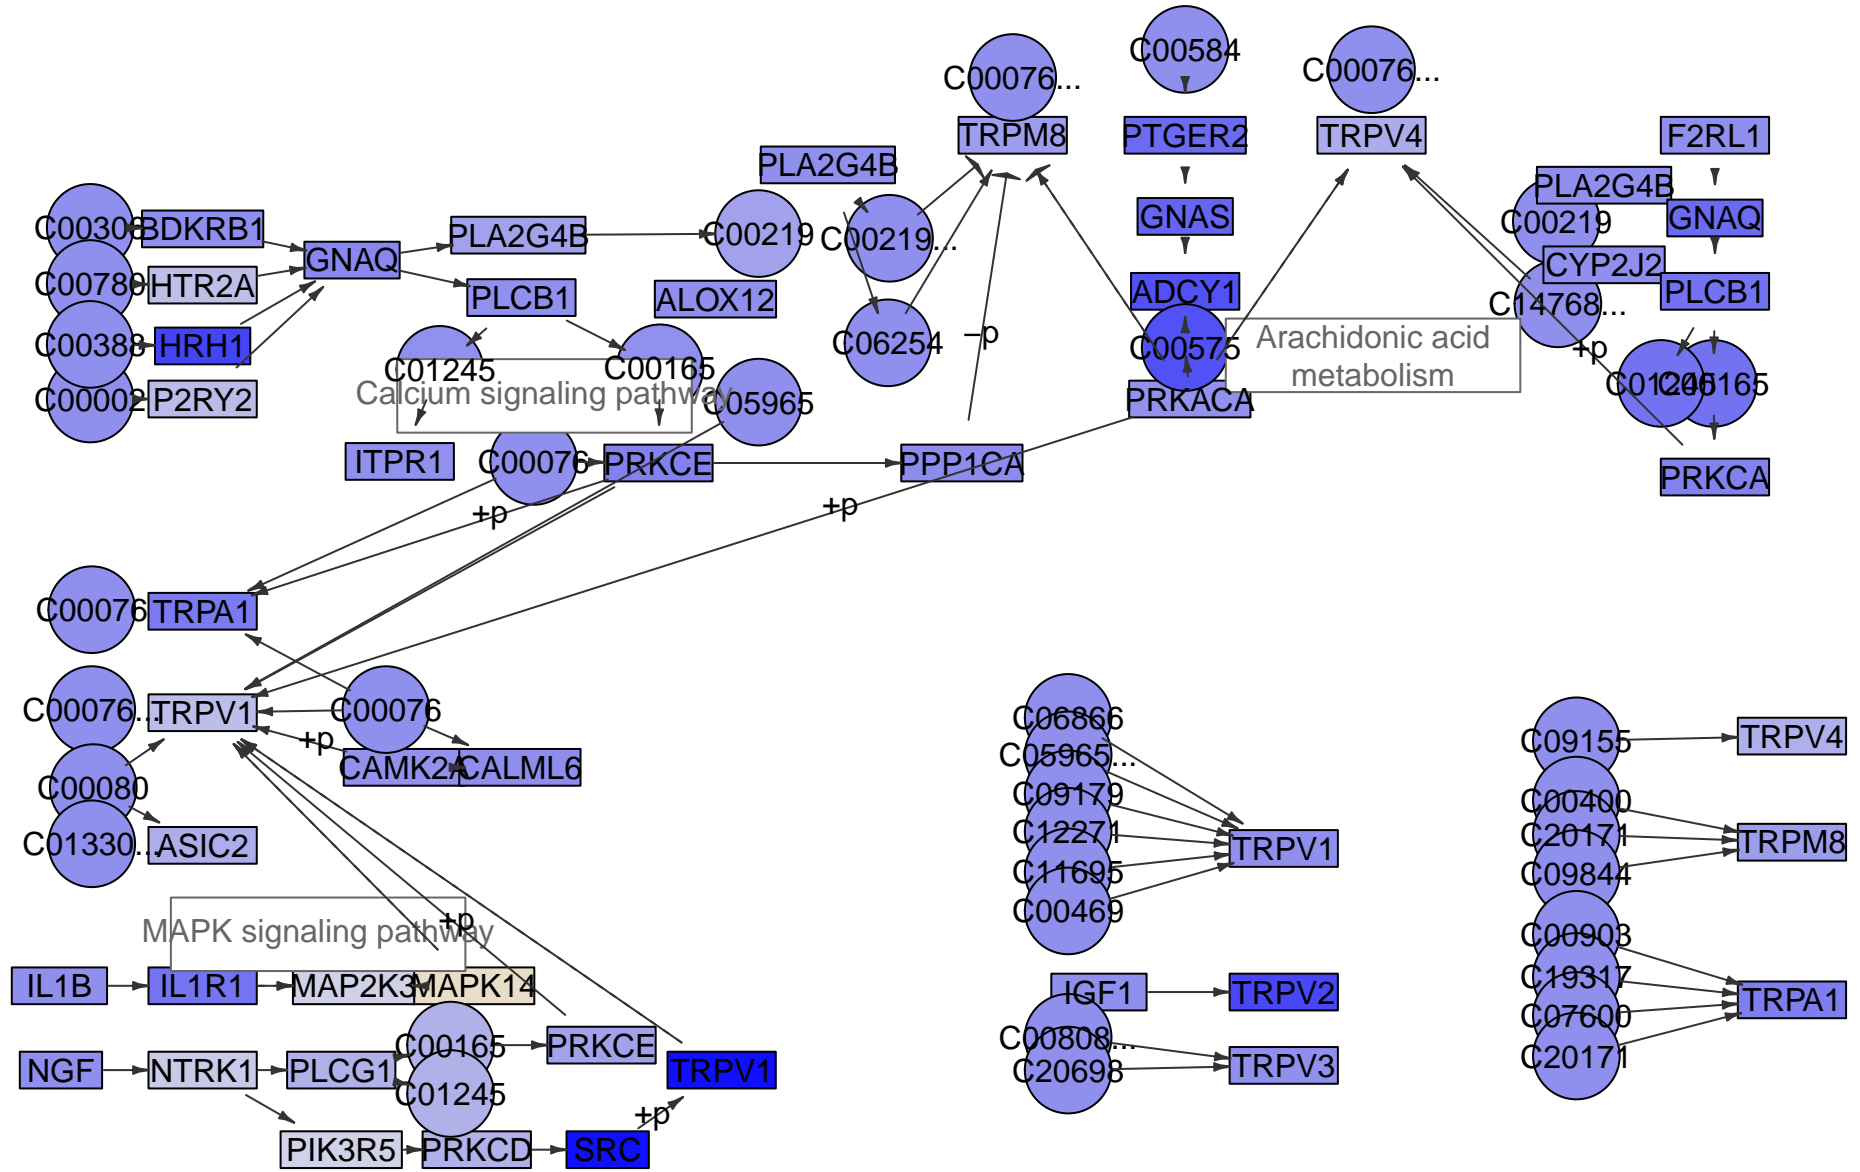 C00584
C00076...
C00076...
TRPM8
PTGER2
TRPV4
F2RL1
PLA2G4B
PLA2G4B
C00219
GNAS
GNAQ
BDKRB1
PLA2G4B
C00219
C00219...
GNAQ
CYP2J2
C00780
HTR2A
PLCB1
ALOX12
ADCY1
C14768...
PLCB1
C00388
HRH1
C06254
−p
C00575
Arachidonic acid
metabolism
+p
C01245
C00165
Calcium signaling pathway
C05965
C00002
P2RY2
PRKACA
C00165
ITPR1
C00076
PRKCE
PPP1CA
PRKCA
+p
+p
C00076
TRPA1
C00076...
TRPV1
C00076
+p
CAMK2A
CALML6
C00080
C01330...
ASIC2
C06866
C05965...
C09179
C12271
C11695
C00469
TRPV1
C09155
TRPV4
C00400
C20171
C09844
TRPM8
MAPK signaling pathway
+p
IL1B
IL1R1
MAP2K3
MAPK14
IGF1
TRPV2
C00903
C19317
C07600
C20171
TRPA1
NGF
NTRK1
PLCG1
C00165
C01245
PRKCE
TRPV1
C00808...
C20698
TRPV3
+p
PIK3R5
PRKCD
SRC